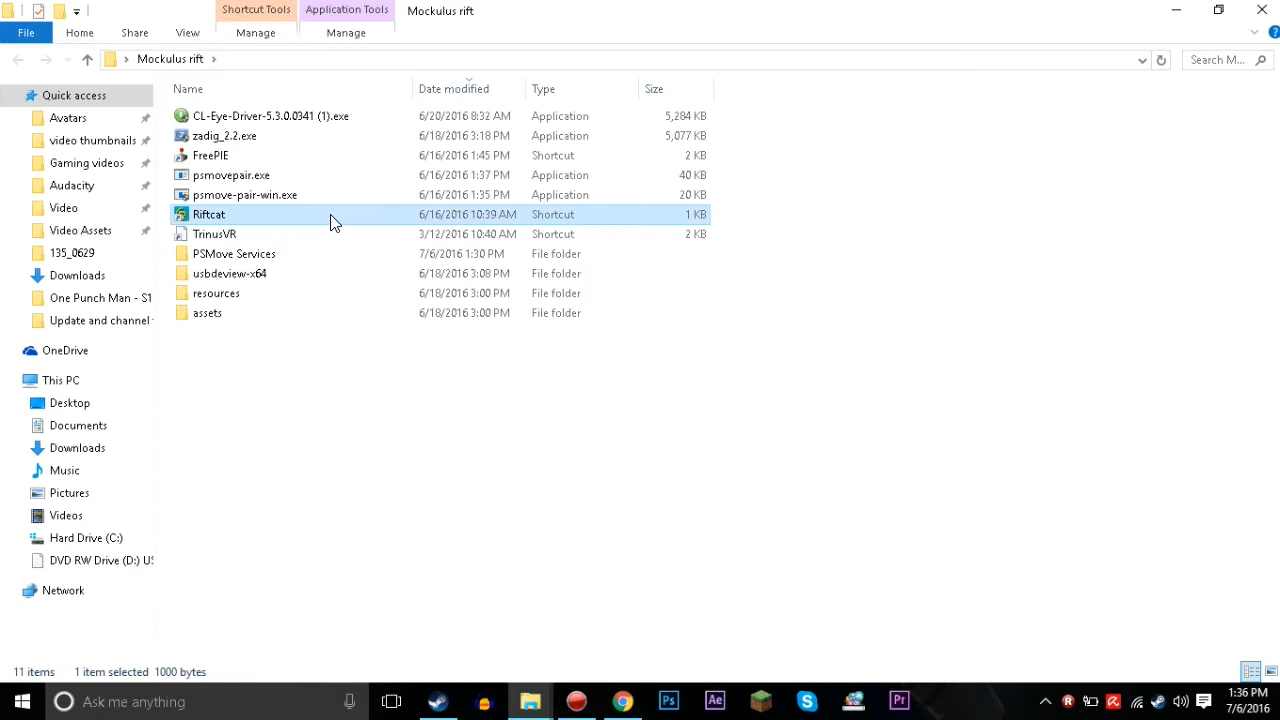 Shortcut Tools Application Tools Mockulus rift
File Home Share View Manage Manage
Mockulus rift Search M...
Name Date modified Type Size
Quick access
Avatars
video thumbnails
Gaming videos
Audacity
Video
Video Assets
135_0629
Downloads
One Punch Man - S1
Update and channel
OneDrive
This PC
Desktop
Documents
Downloads
Music
Pictures
Videos
Hard Drive (C:)
DVD RW Drive (D:) US
Network
CL-Eye-Driver-5.3.0.0341 (1).exe 6/20/2016 8:32 AM Application 5,284 KB
zadig_2.2.exe 6/18/2016 3:18 PM Application 5,077 KB
FreePIE 6/16/2016 1:45 PM Shortcut 2 KB
psmovepair.exe 6/16/2016 1:37 PM Application 40 KB
psmove-pair-win.exe 6/16/2016 1:35 PM Application 20 KB
Riftcat 6/16/2016 10:39 AM Shortcut 1 KB
TrinusVR 3/12/2016 10:40 AM Shortcut 2 KB
PSMove Services 7/6/2016 1:30 PM File folder
usbdeview-x64 6/18/2016 3:08 PM File folder
resources 6/18/2016 3:00 PM File folder
assets 6/18/2016 3:00 PM File folder
11 items 1 item selected 1000 bytes
Ask me anything Ps Ae Pr 1:36 PM
7/6/2016